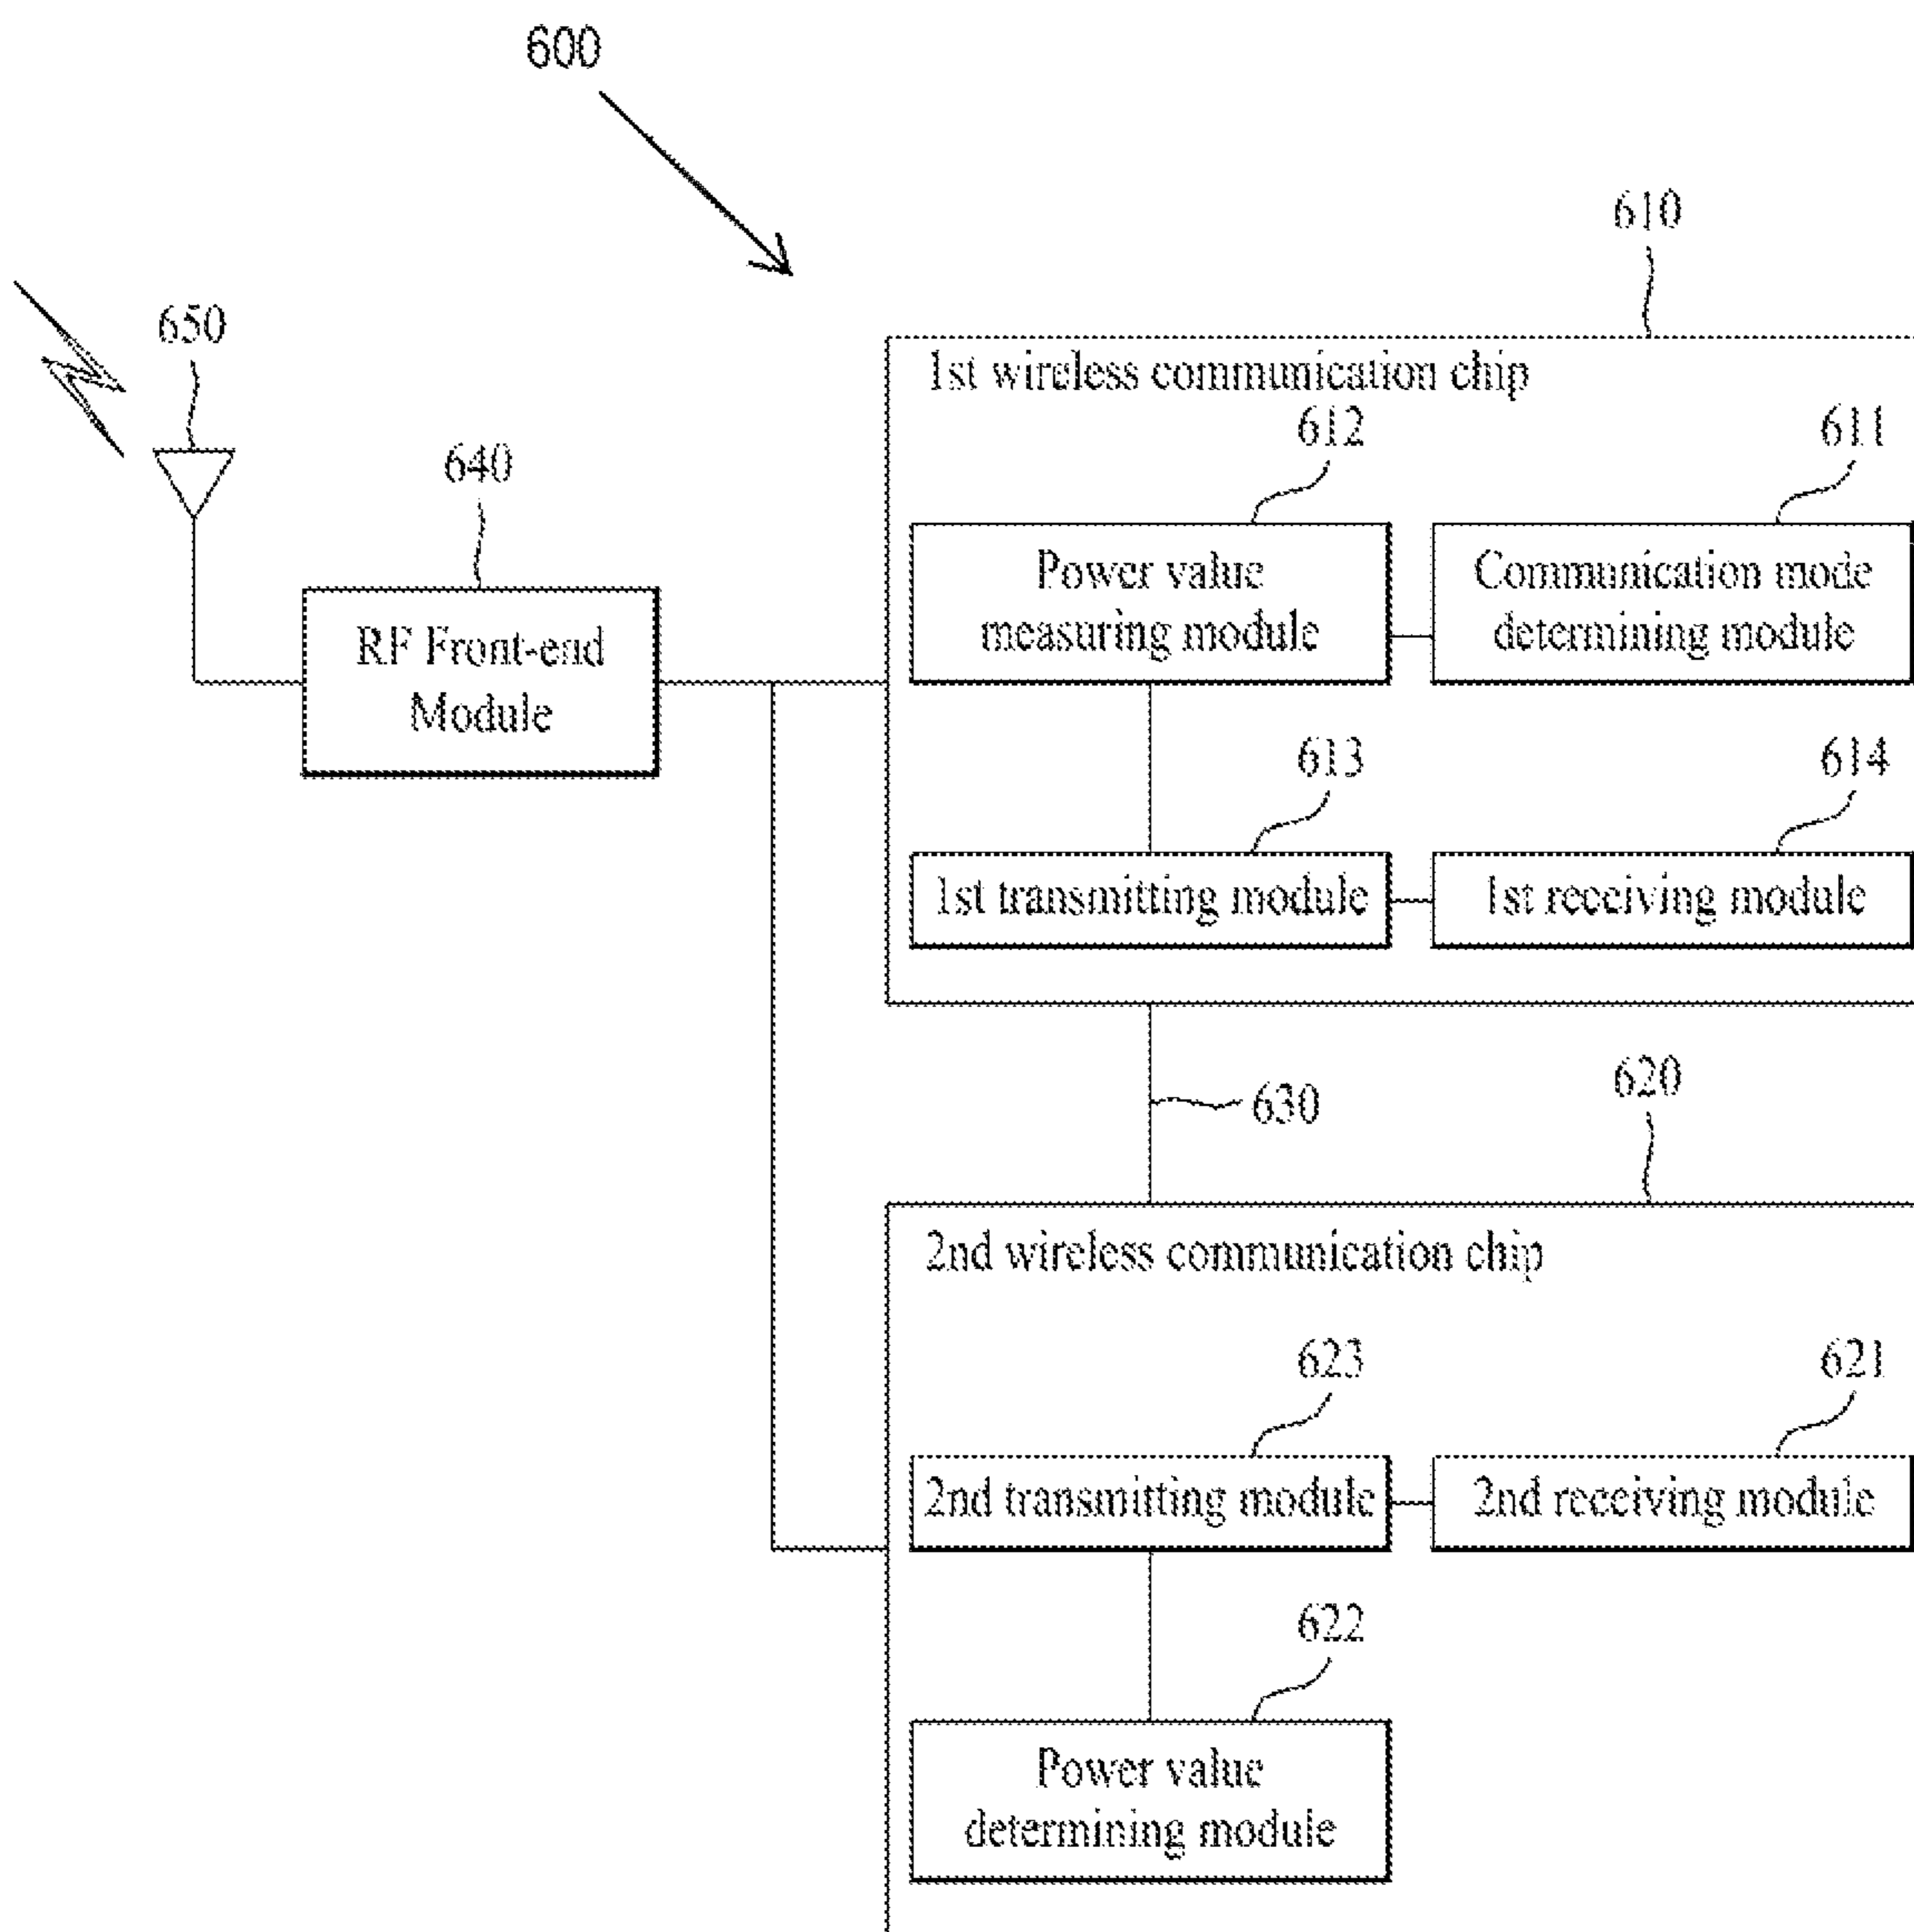 600
610
650
1st wireless communication chip
612
611
640
Power value
measuring module
Communication mode
determining module
RF Front-end
Module
613
614
1st transmitting module
1st receiving module
630
620
2nd wireless communication chip
623
621
2nd transmitting module
2nd receiving module
622
Power value
determining module